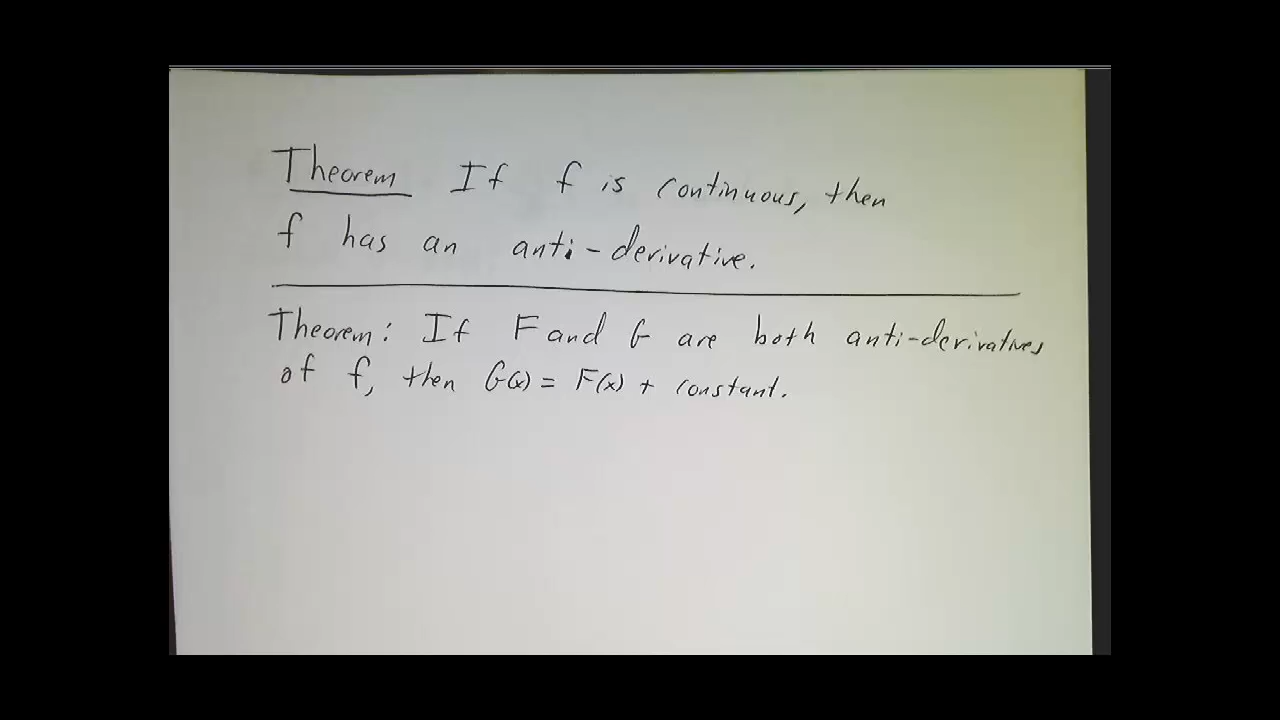 Theorem If f is continuous, then
f has an anti-derivative.
Theorem: If F and G are both anti-derivatives
of f, then G(x) = F(x) + constant.